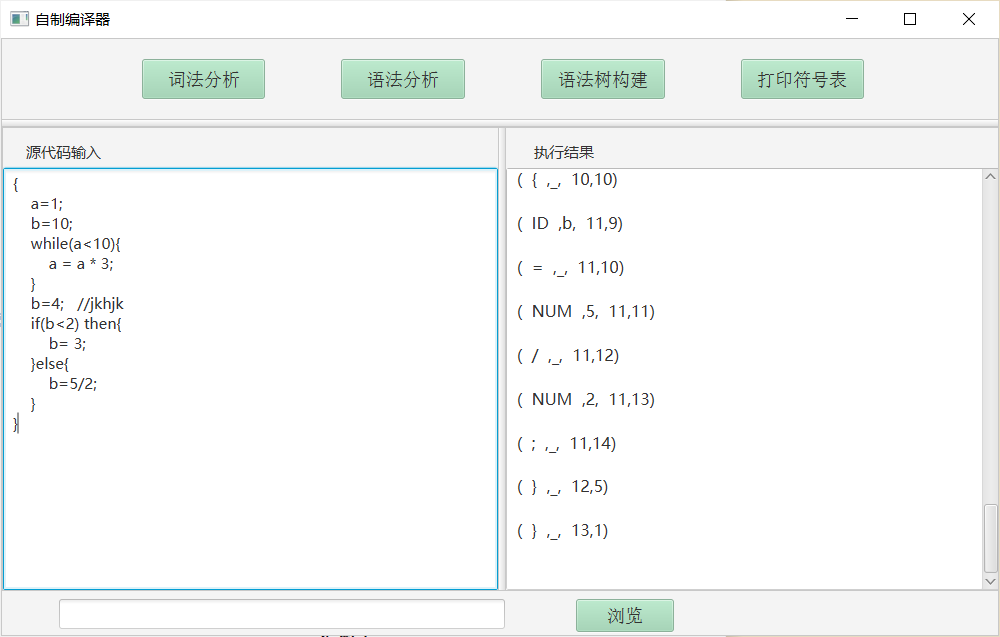 自制编译器
词法分析 语法分析 语法树构建 打印符号表
源代码输入
{
    a=1;
    b=10;
    while(a<10){
        a = a * 3;
    }
    b=4;   //jkhjk
    if(b<2) then{
        b= 3;
    }else{
        b=5/2;
    }
}
执行结果
(  {  ,_,  10,10)
(  ID  ,b,  11,9)
(  =  ,_,  11,10)
(  NUM  ,5,  11,11)
(  /  ,_,  11,12)
(  NUM  ,2,  11,13)
(  ;  ,_,  11,14)
(  }  ,_,  12,5)
(  }  ,_,  13,1)
浏览